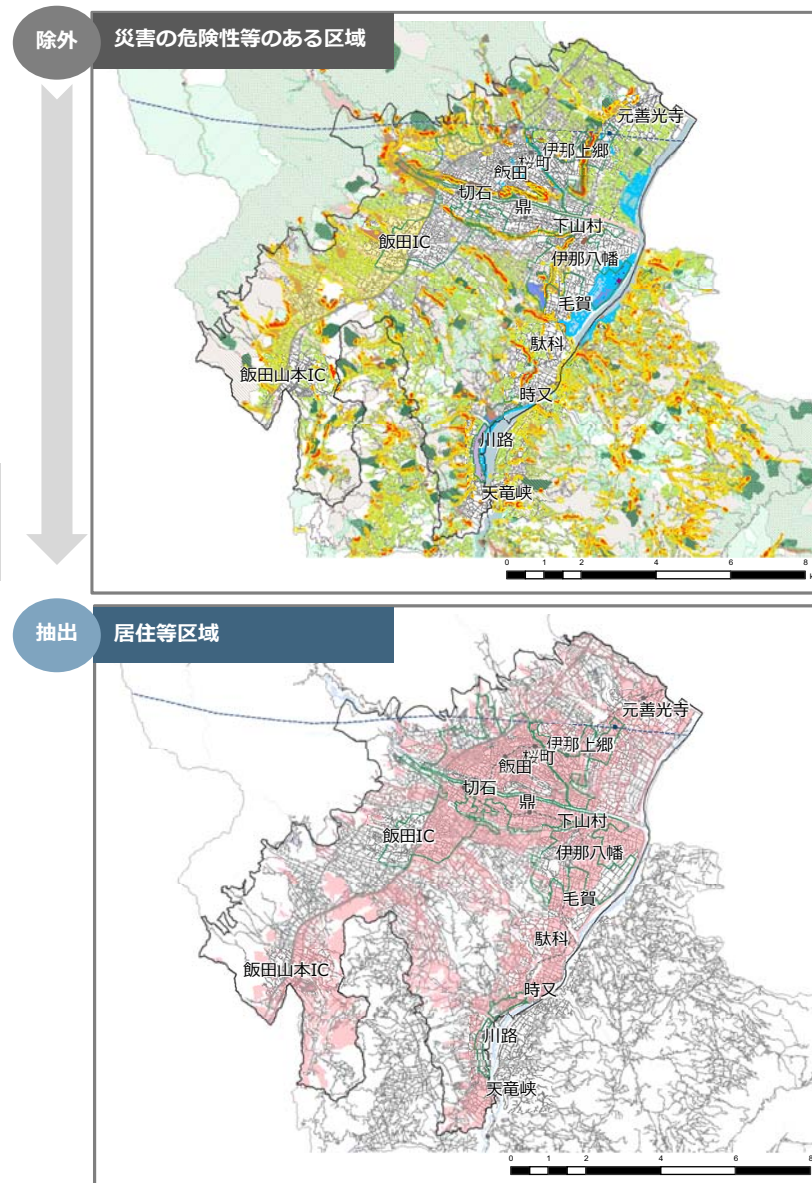 除外
災害の危険性等のある区域
元善光寺
伊那上郷
桜町
飯田
切石
鼎
下山村
飯田IC
伊那八幡
毛賀
駄科
飯田山本IC
時又
川路
天竜峡
0 1 2 4 6 8
抽出
居住等区域
元善光寺
伊那上郷
桜町
飯田
切石
鼎
下山村
飯田IC
伊那八幡
毛賀
駄科
飯田山本IC
時又
川路
天竜峡
0 1 2 4 6 8